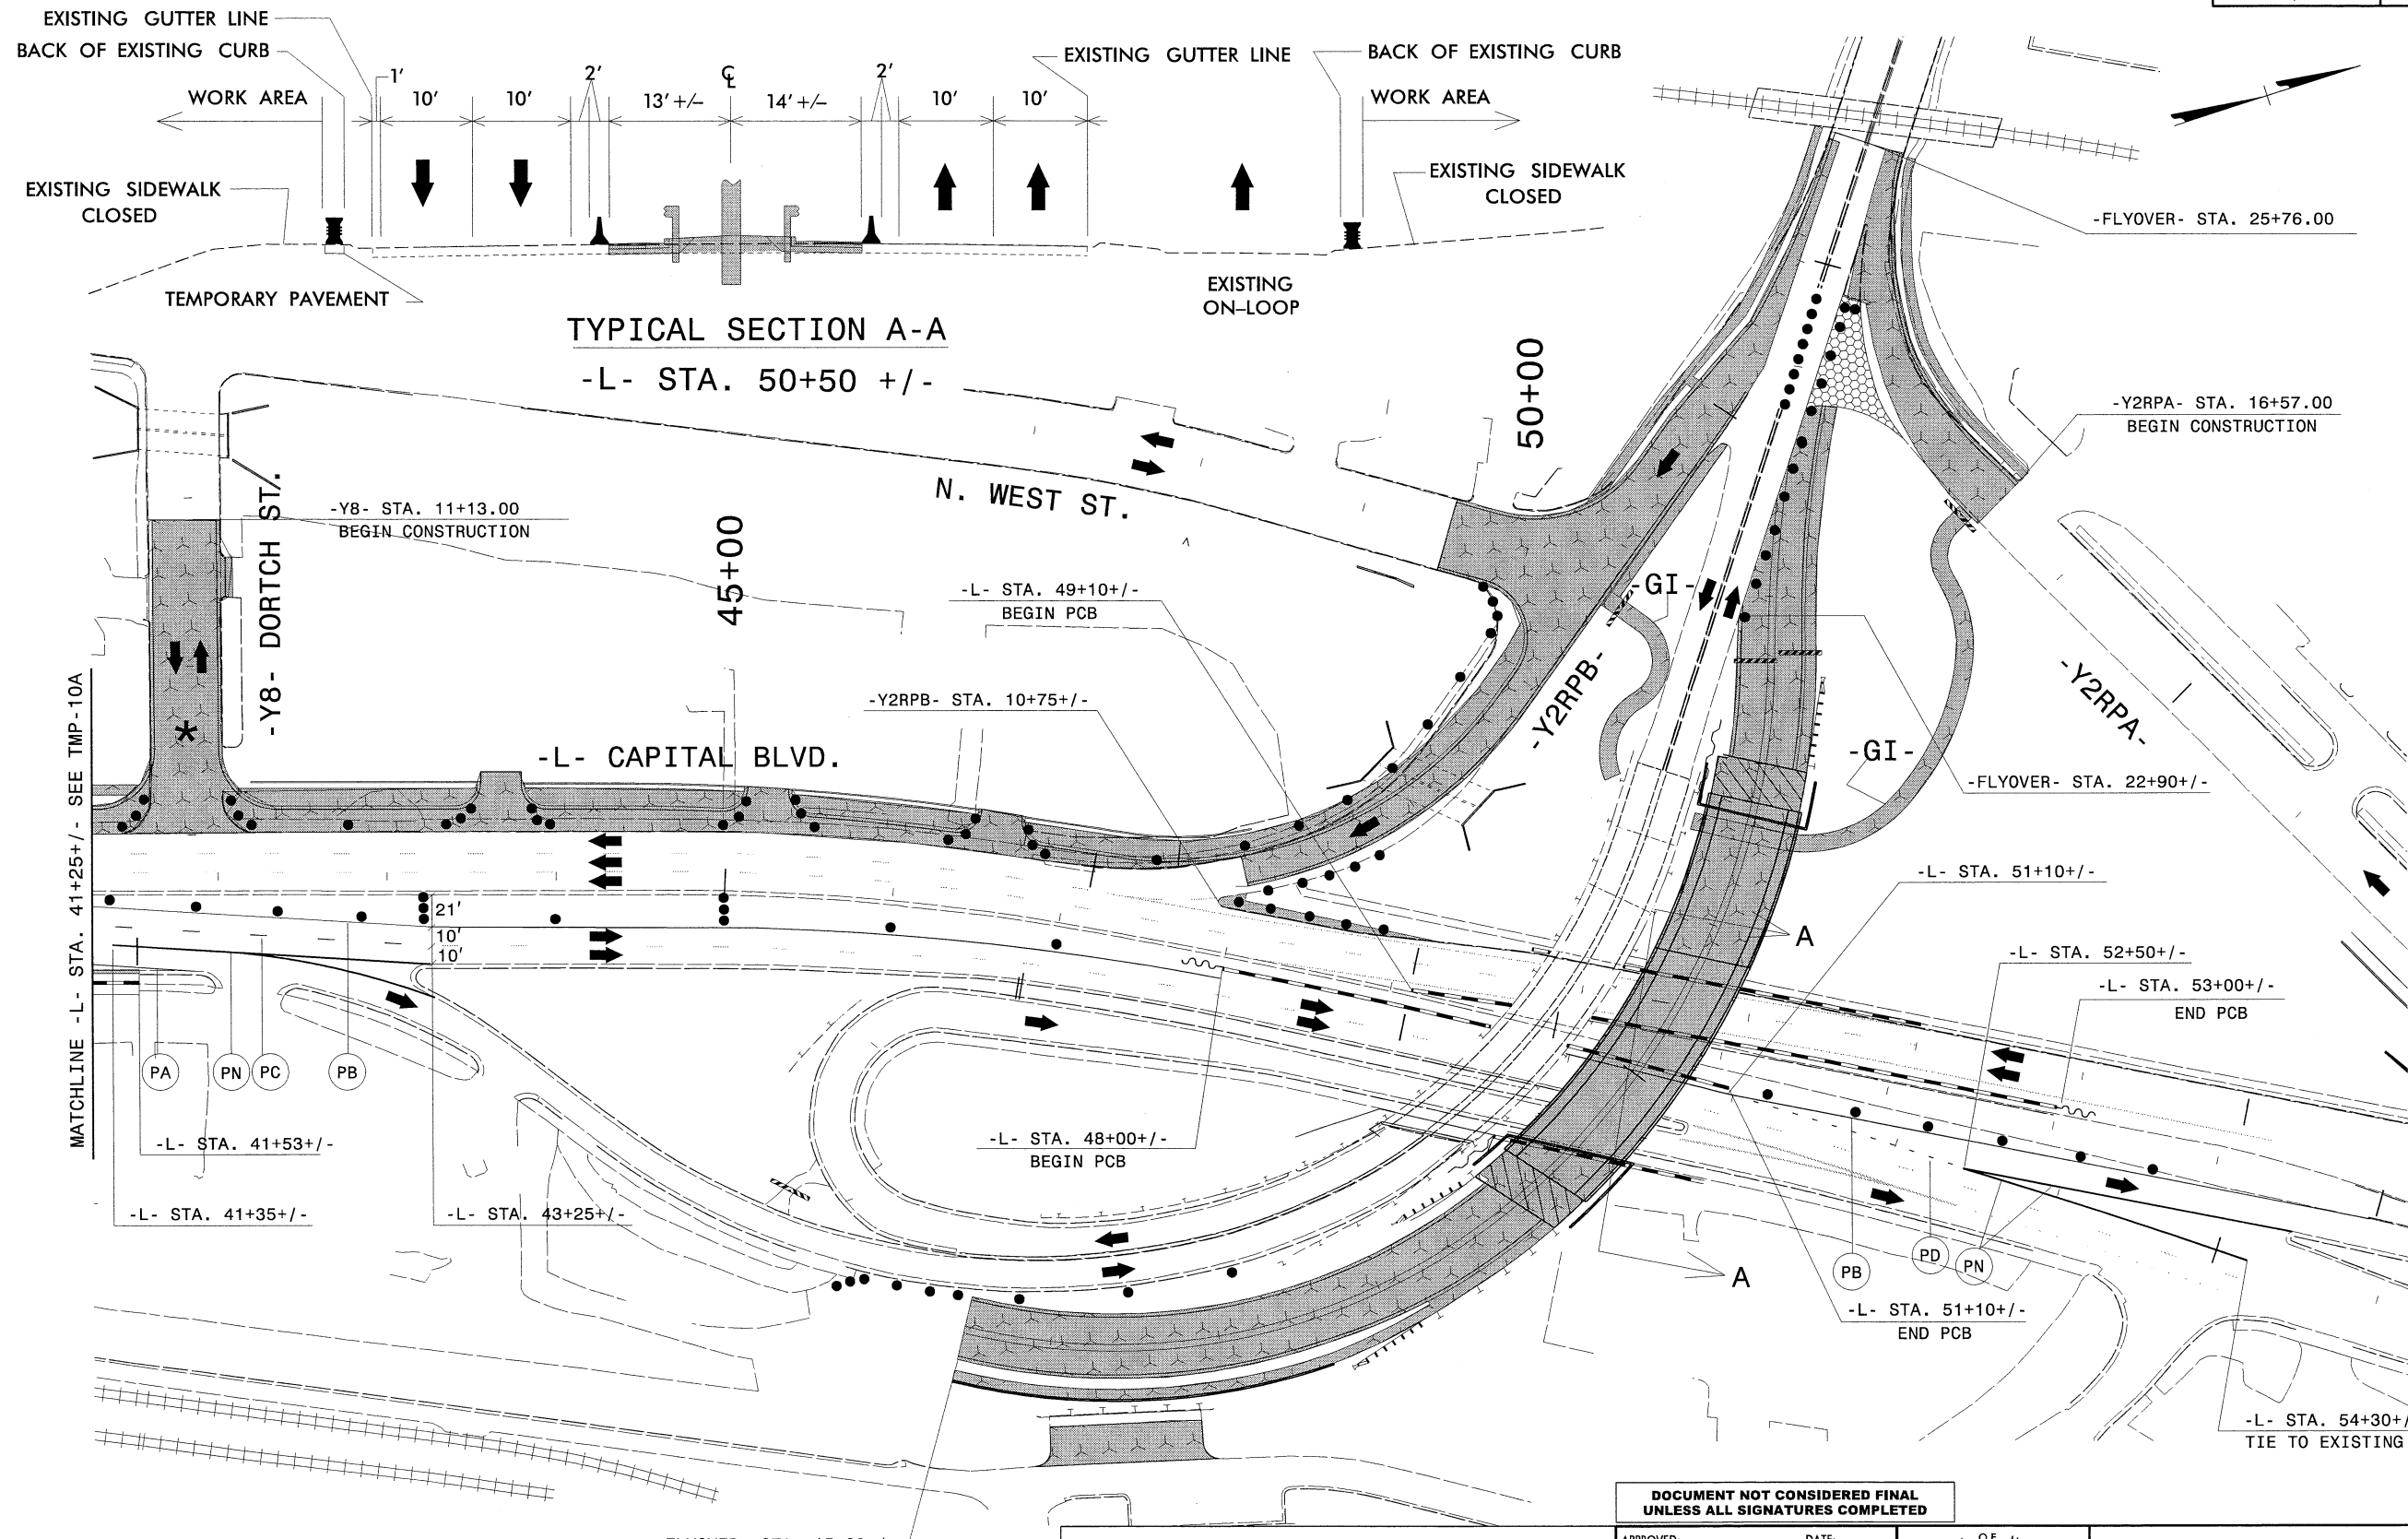 EXISTING GUTTER LINE
BACK OF EXISTING CURB
1'
WORK AREA
10'
10'
2'
13' +/-
℄
14' +/-
2'
10'
10'
EXISTING GUTTER LINE
BACK OF EXISTING CURB
WORK AREA
EXISTING SIDEWALK
CLOSED
EXISTING SIDEWALK
CLOSED
TEMPORARY PAVEMENT
EXISTING
ON-LOOP
TYPICAL SECTION A-A
-L- STA. 50+50 +/-
-FLYOVER- STA. 25+76.00
-Y2RPA- STA. 16+57.00
BEGIN CONSTRUCTION
50+00
N. WEST ST.
-Y8- STA. 11+13.00
BEGIN CONSTRUCTION
-Y8- DORTCH ST.
45+00
-L- STA. 49+10+/-
BEGIN PCB
-GI-
-Y2RPB-
-Y2RPA-
-Y2RPB- STA. 10+75+/-
*
-L- CAPITAL BLVD.
-GI-
-FLYOVER- STA. 22+90+/-
MATCHLINE -L- STA. 41+25+/- SEE TMP-10A
-L- STA. 51+10+/-
21'
10'
10'
A
-L- STA. 52+50+/-
-L- STA. 53+00+/-
END PCB
PA
PN
PC
PB
-L- STA. 41+53+/-
-L- STA. 48+00+/-
BEGIN PCB
-L- STA. 41+35+/-
-L- STA. 43+25+/-
A
PB
PD
PN
-L- STA. 51+10+/-
END PCB
-L- STA. 54+30+/
TIE TO EXISTING
DOCUMENT NOT CONSIDERED FINAL
UNLESS ALL SIGNATURES COMPLETED
APPROVED:
DATE: